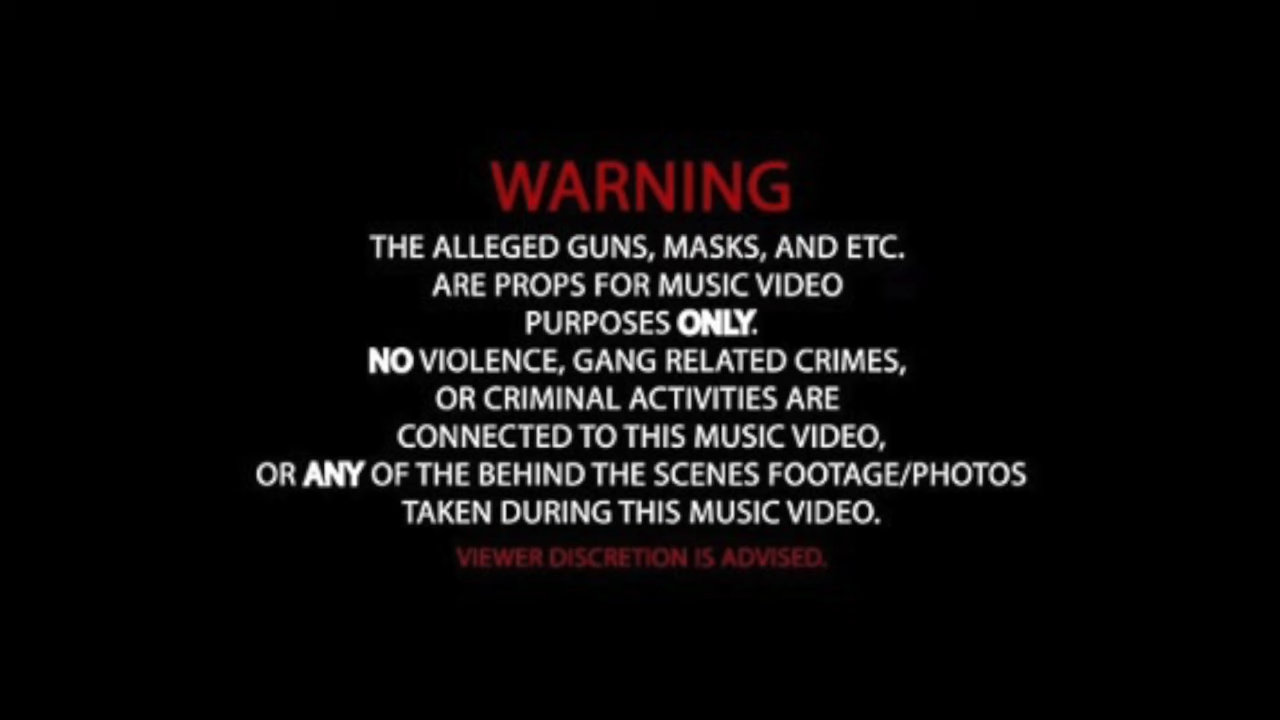 WARNING
THE ALLEGED GUNS, MASKS, AND ETC.
ARE PROPS FOR MUSIC VIDEO
PURPOSES ONLY.
NO VIOLENCE, GANG RELATED CRIMES,
OR CRIMINAL ACTIVITIES ARE
CONNECTED TO THIS MUSIC VIDEO,
OR ANY OF THE BEHIND THE SCENES FOOTAGE/PHOTOS
TAKEN DURING THIS MUSIC VIDEO.
VIEWER DISCRETION IS ADVISED.